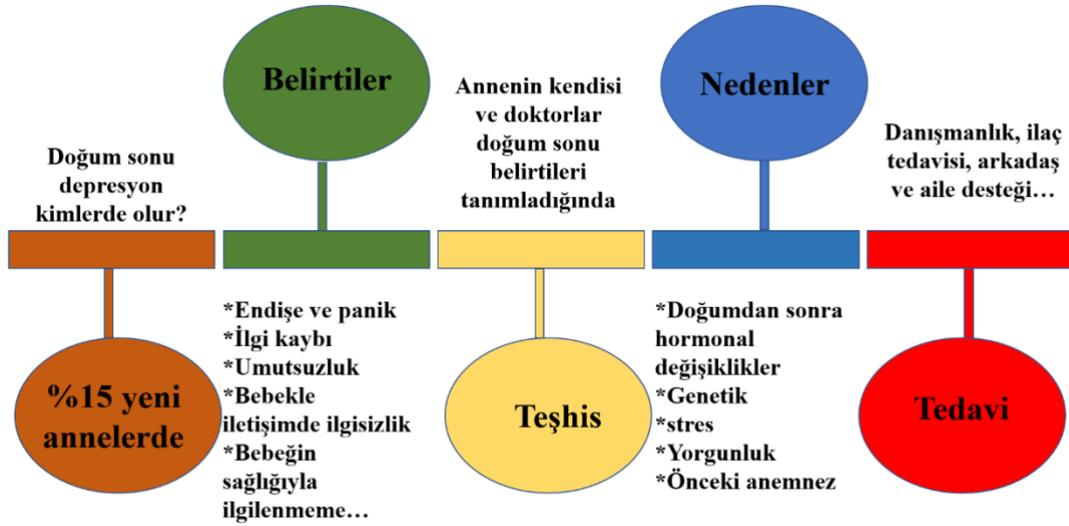 Doğum sonu
depresyon
kimlerde olur?
%15 yeni
annelerde
Belirtiler
*Endişe ve panik
*İlgi kaybı
*Umutsuzluk
*Bebekle
iletişimde ilgisizlik
*Bebeğin
sağlığıyla
ilgilenmeme…
Annenin kendisi
ve doktorlar
doğum sonu
belirtileri
tanımladığında
Teşhis
Nedenler
*Doğumdan sonra
hormonal
değişiklikler
*Genetik
*stres
*Yorgunluk
*Önceki anemnez
Danışmanlık, ilaç
tedavisi, arkadaş
ve aile desteği…
Tedavi